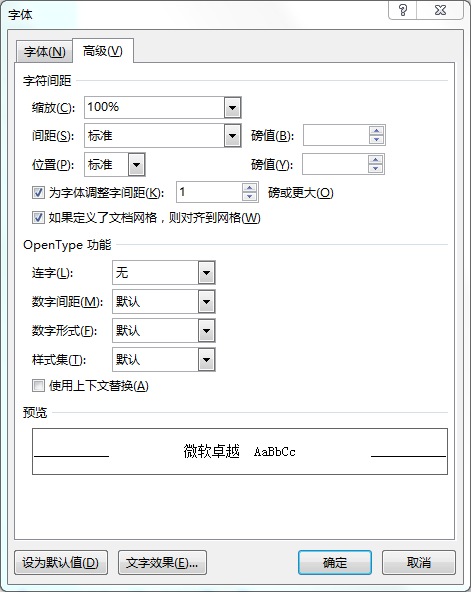 字体
字体(N) 高级(V)
字符间距
缩放(C): 100%
间距(S): 标准 磅值(B):
位置(P): 标准 磅值(Y):
为字体调整字间距(K): 1 磅或更大(O)
如果定义了文档网格，则对齐到网格(W)
OpenType 功能
连字(L): 无
数字间距(M): 默认
数字形式(F): 默认
样式集(T): 默认
使用上下文替换(A)
预览
微软卓越 AaBbCc
设为默认值(D) 文字效果(E)... 确定 取消